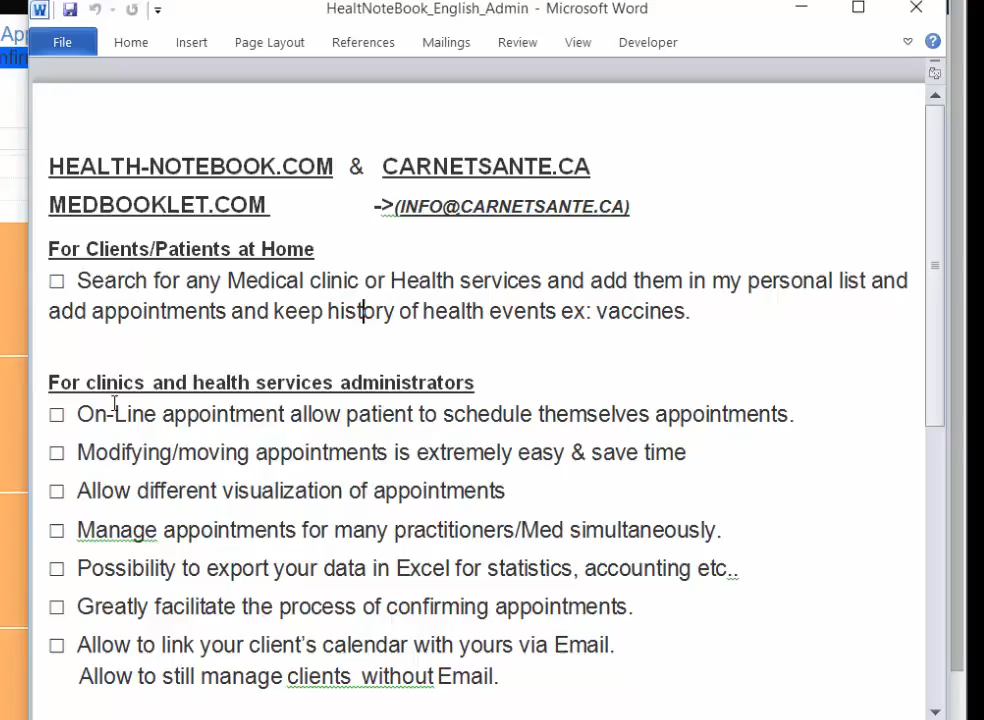 HealtNoteBook_English_Admin - Microsoft Word
File Home Insert Page Layout References Mailings Review View Developer
App
HEALTH-NOTEBOOK.COM & CARNETSANTE.CA
MEDBOOKLET.COM ->(INFO@CARNETSANTE.CA)
For Clients/Patients at Home
□ Search for any Medical clinic or Health services and add them in my personal list and
add appointments and keep history of health events ex: vaccines.
For clinics and health services administrators
□ On-Line appointment allow patient to schedule themselves appointments.
□ Modifying/moving appointments is extremely easy & save time
□ Allow different visualization of appointments
□ Manage appointments for many practitioners/Med simultaneously.
□ Possibility to export your data in Excel for statistics, accounting etc..
□ Greatly facilitate the process of confirming appointments.
□ Allow to link your client’s calendar with yours via Email.
Allow to still manage clients without Email.